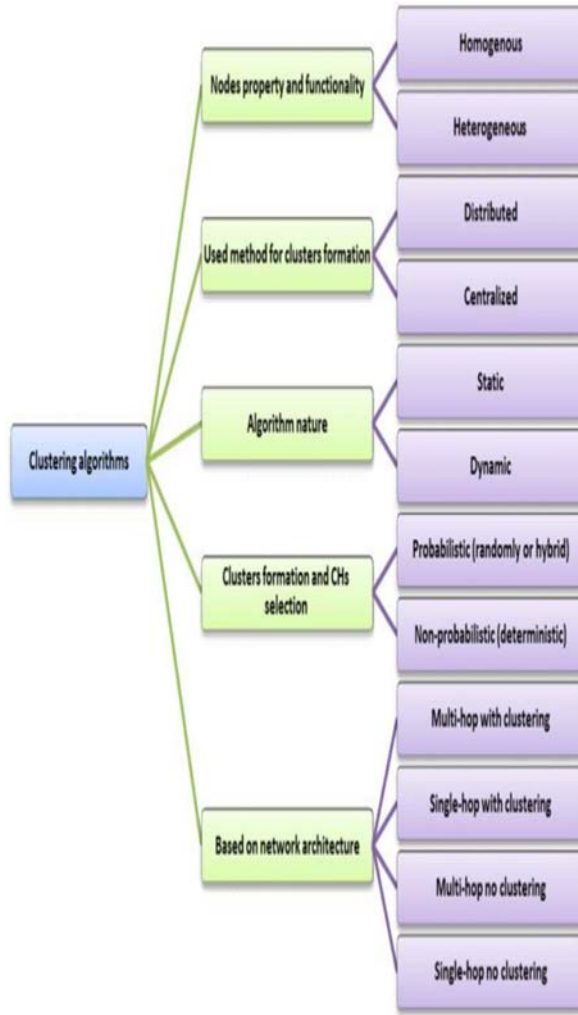 Clustering algorithms
Nodes property and functionality
Homogenous
Heterogeneous
Used method for clusters formation
Distributed
Centralized
Algorithm nature
Static
Dynamic
Clusters formation and CHs
selection
Probabilistic (randomly or hybrid)
Non-probabilistic (deterministic)
Based on network architecture
Multi-hop with clustering
Single-hop with clustering
Multi-hop no clustering
Single-hop no clustering